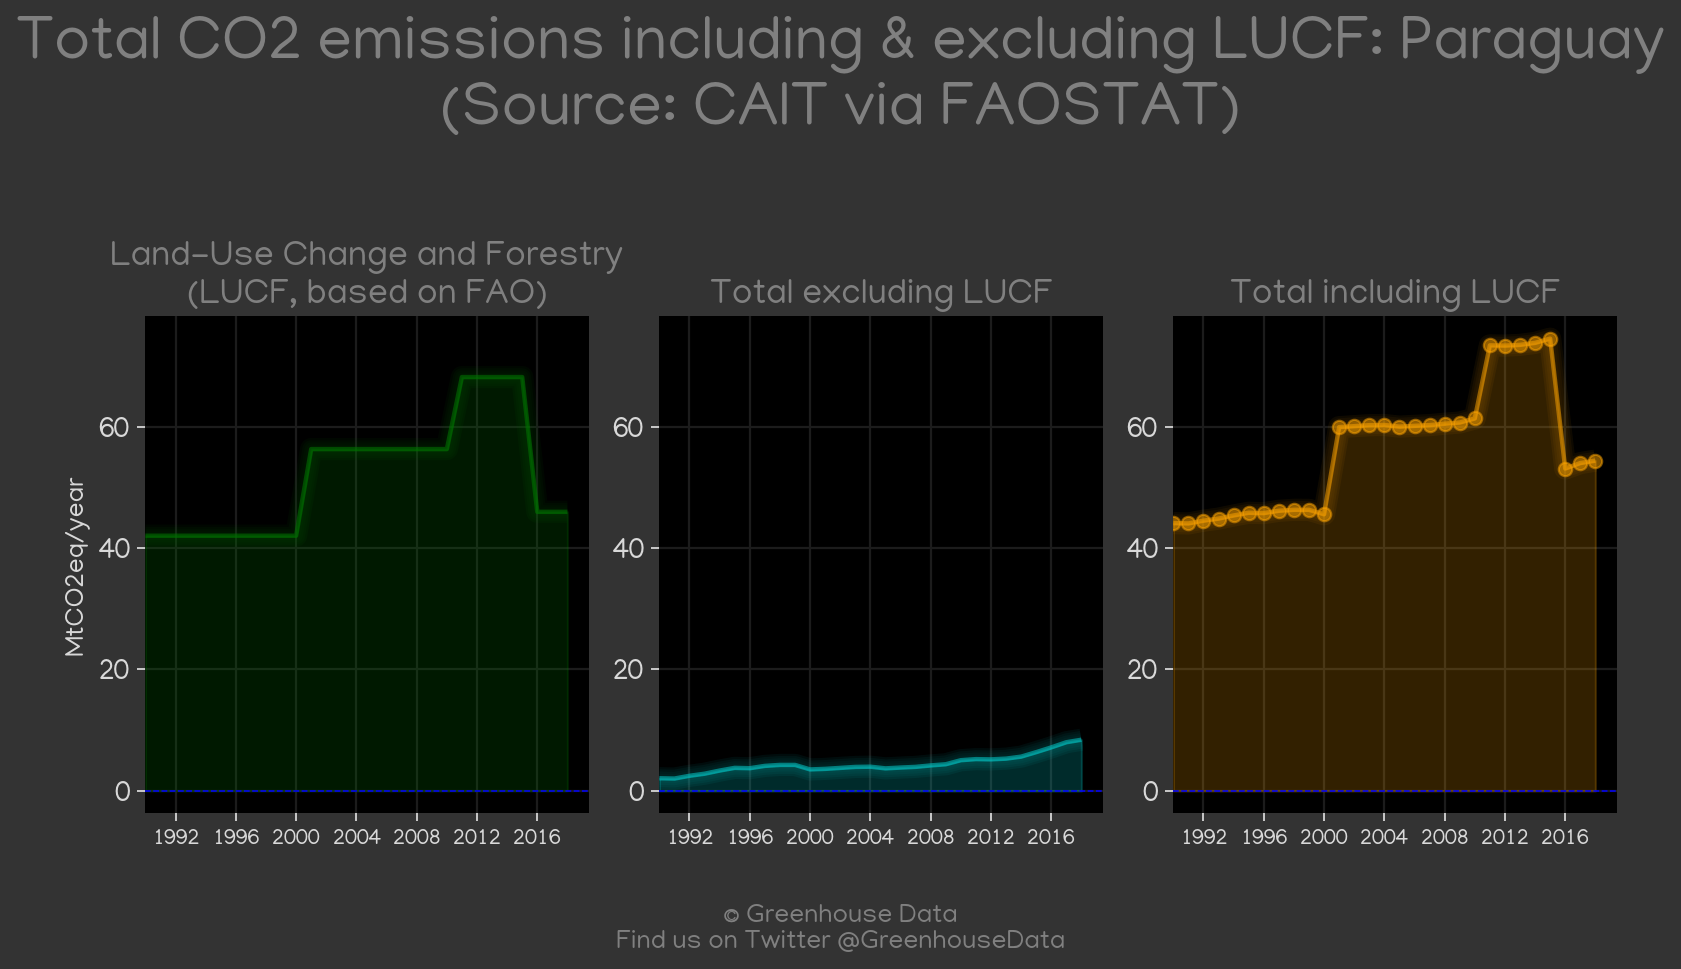 Total CO2 emissions including & excluding LUCF: Paraguay
(Source: CAIT via FAOSTAT)
Land-Use Change and Forestry
(LUCF, based on FAO)
Total excluding LUCF
Total including LUCF
MtCO2eq/year
60
40
20
0
60
40
20
0
60
40
20
0
1992 1996 2000 2004 2008 2012 2016
1992 1996 2000 2004 2008 2012 2016
1992 1996 2000 2004 2008 2012 2016
© Greenhouse Data
Find us on Twitter @GreenhouseData